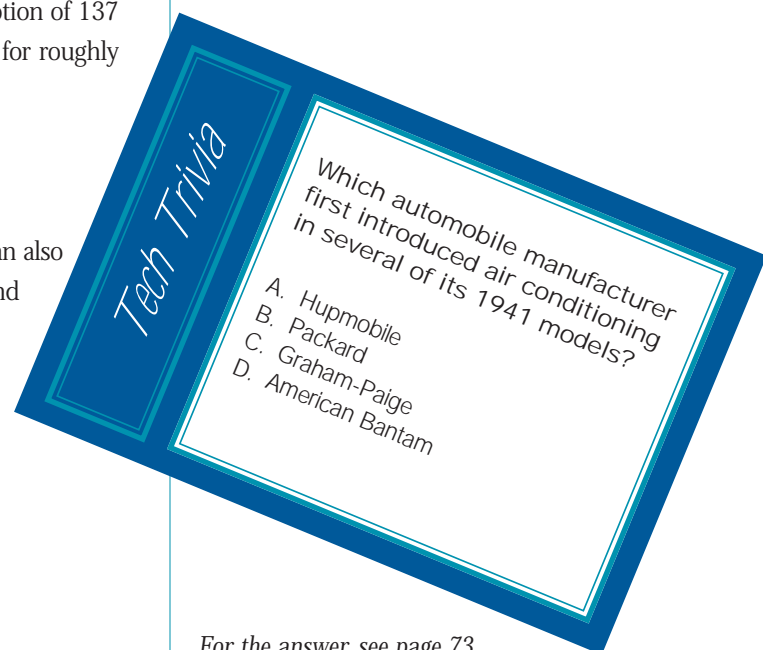 tion of 137
for roughly
an also
nd
Tech Trivia
Which automobile manufacturer
first introduced air conditioning
in several of its 1941 models?
A. Hupmobile
B. Packard
C. Graham-Paige
D. American Bantam
For the answer, see page 73.